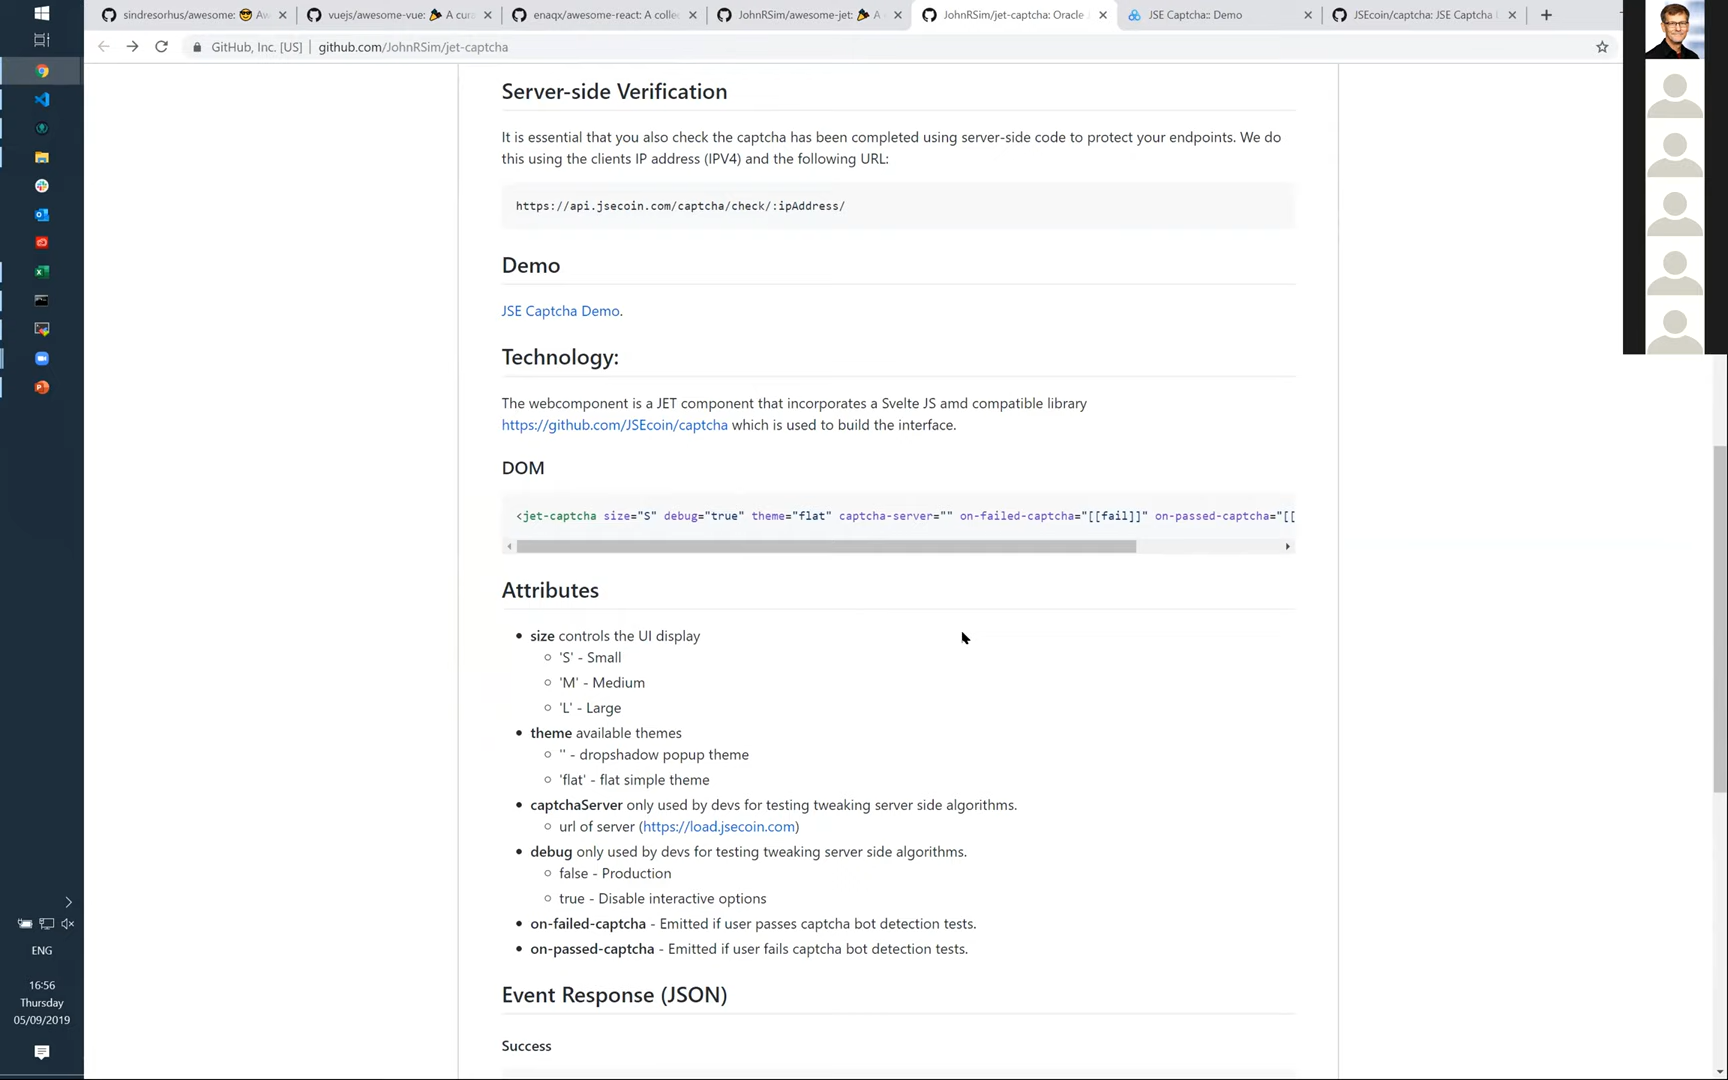 sindresorhus/awesome: 😎 Aw
vuejs/awesome-vue: 🎉 A cura
enaqx/awesome-react: A collec
JohnRSim/awesome-jet: 🎉 A
JohnRSim/jet-captcha: Oracle J
JSE Captcha:: Demo
JSEcoin/captcha: JSE Captcha
GitHub, Inc. [US] | github.com/JohnRSim/jet-captcha
Server-side Verification
It is essential that you also check the captcha has been completed using server-side code to protect your endpoints. We do
this using the clients IP address (IPV4) and the following URL:
https://api.jsecoin.com/captcha/check/:ipAddress/
Demo
JSE Captcha Demo.
Technology:
The webcomponent is a JET component that incorporates a Svelte JS amd compatible library
https://github.com/JSEcoin/captcha which is used to build the interface.
DOM
<jet-captcha size="S" debug="true" theme="flat" captcha-server="" on-failed-captcha="[[fail]]" on-passed-captcha="[[
Attributes
size controls the UI display
'S' - Small
'M' - Medium
'L' - Large
theme available themes
'' - dropshadow popup theme
'flat' - flat simple theme
captchaServer only used by devs for testing tweaking server side algorithms.
url of server (https://load.jsecoin.com)
debug only used by devs for testing tweaking server side algorithms.
false - Production
true - Disable interactive options
on-failed-captcha - Emitted if user passes captcha bot detection tests.
on-passed-captcha - Emitted if user fails captcha bot detection tests.
Event Response (JSON)
Success
ENG
16:56
Thursday
05/09/2019